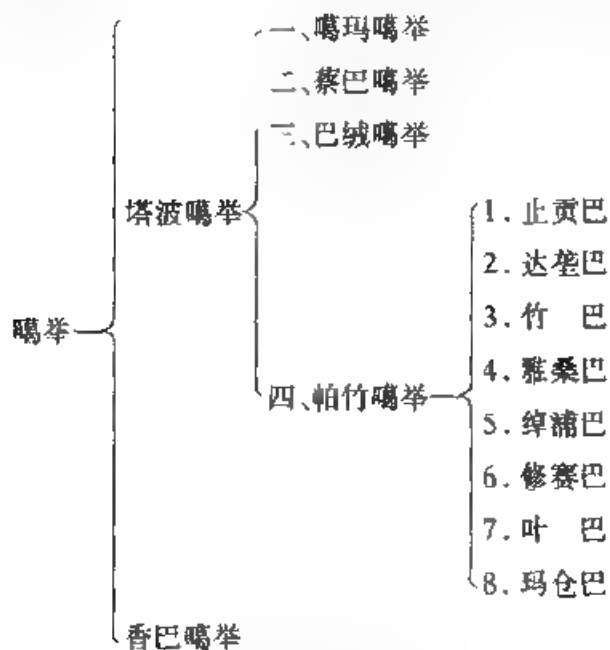 一、噶玛噶举
二、蔡巴噶举
三、巴绒噶举
塔波噶举
1. 止贡巴
2. 达垄巴
3. 竹 巴
噶举
4. 雅桑巴
四、帕竹噶举
5. 绰浦巴
6. 修赛巴
7. 叶 巴
8. 玛仓巴
香巴噶举